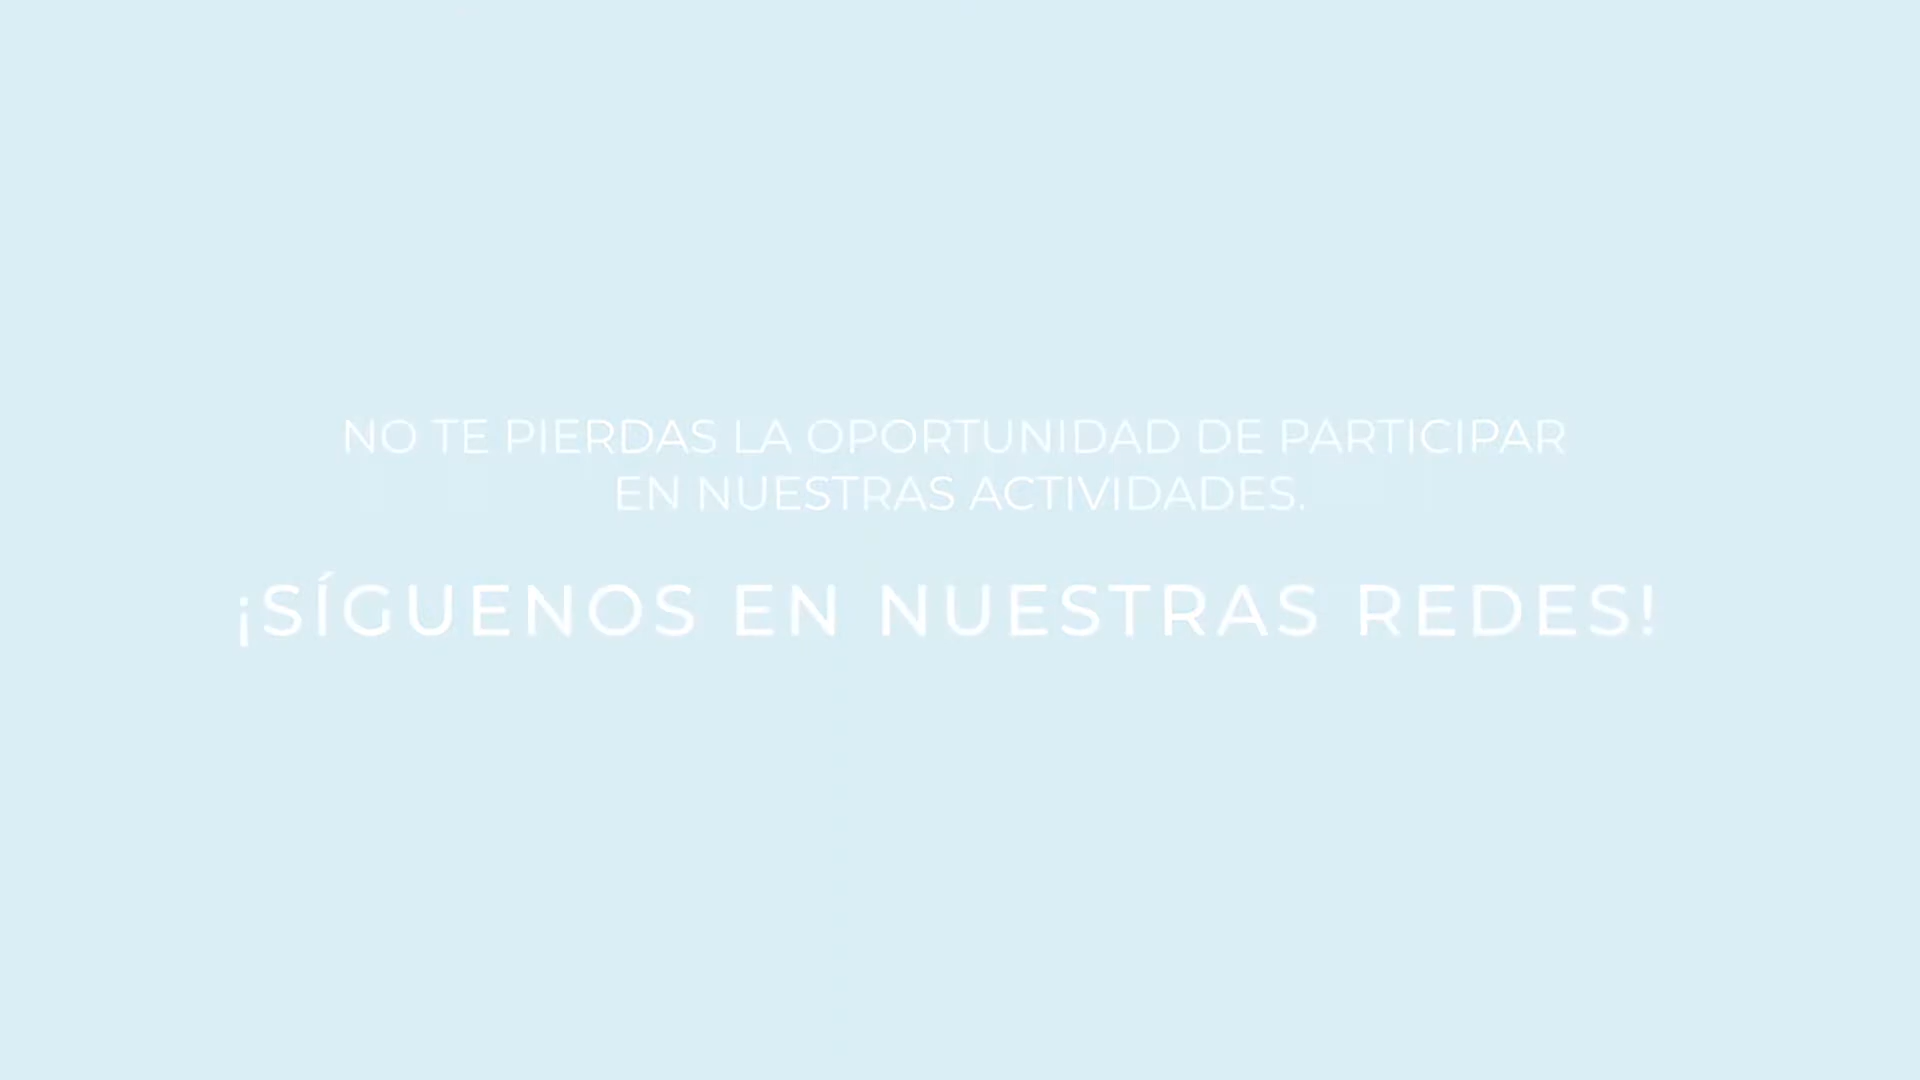 NO TE PIERDAS LA OPORTUNIDAD DE PARTICIPAR
EN NUESTRAS ACTIVIDADES.
¡SÍGUENOS EN NUESTRAS REDES!